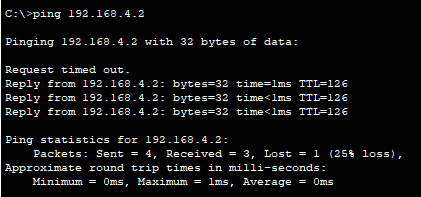 C:\>ping 192.168.4.2
Pinging 192.168.4.2 with 32 bytes of data:
Request timed out.
Reply from 192.168.4.2: bytes=32 time=1ms TTL=126
Reply from 192.168.4.2: bytes=32 time<1ms TTL=126
Reply from 192.168.4.2: bytes=32 time<1ms TTL=126
Ping statistics for 192.168.4.2:
Packets: Sent = 4, Received = 3, Lost = 1 (25% loss),
Approximate round trip times in milli-seconds:
Minimum = 0ms, Maximum = 1ms, Average = 0ms